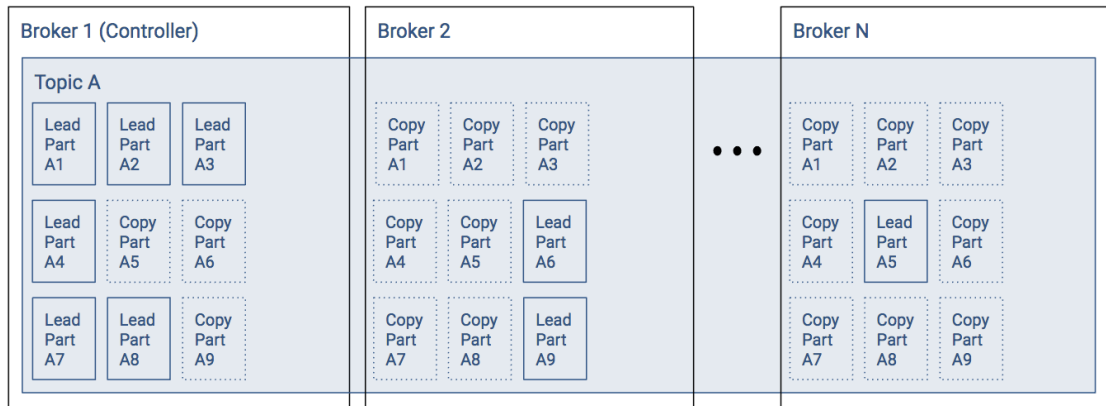 Broker 1 (Controller)
Broker 2
Broker N
Topic A
Lead Part A1
Lead Part A2
Lead Part A3
Copy Part A1
Copy Part A2
Copy Part A3
Copy Part A1
Copy Part A2
Copy Part A3
Lead Part A4
Copy Part A5
Copy Part A6
Copy Part A4
Copy Part A5
Lead Part A6
Copy Part A4
Lead Part A5
Copy Part A6
Lead Part A7
Lead Part A8
Copy Part A9
Copy Part A7
Copy Part A8
Lead Part A9
Copy Part A7
Copy Part A8
Copy Part A9